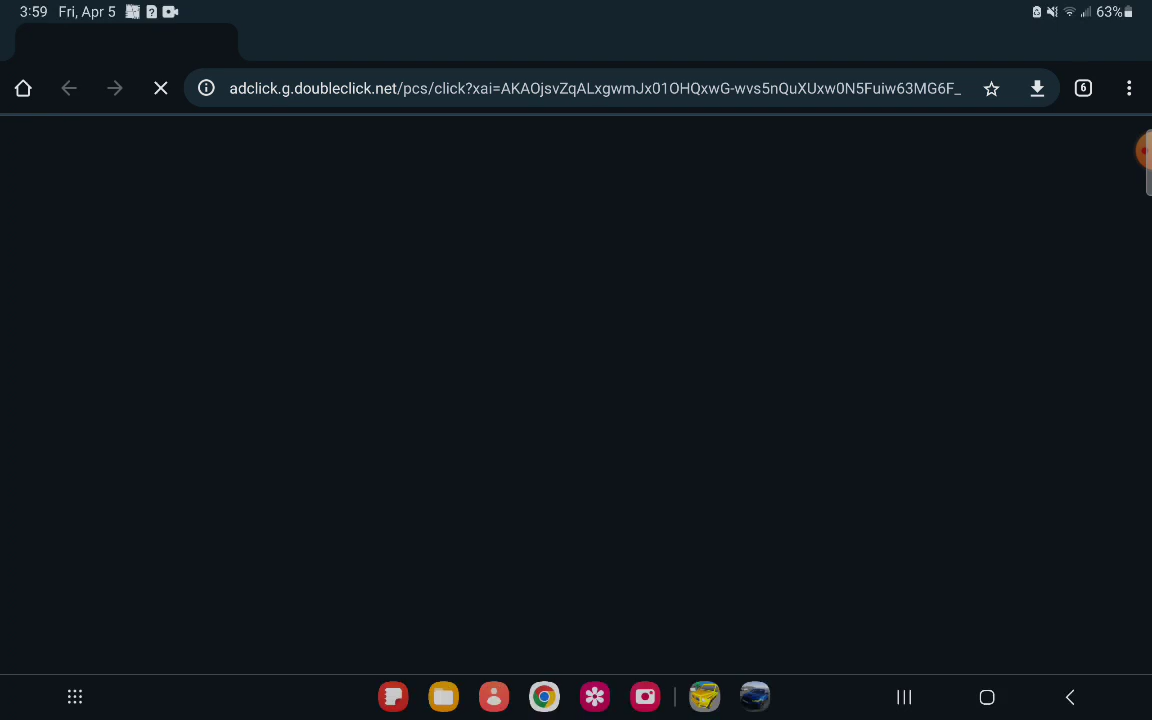 3:59 Fri, Apr 5
63%
adclick.g.doubleclick.net/pcs/click?xai=AKAOjsvZqALxgwmJx01OHQxwG-wvs5nQuXUxw0N5Fuiw63MG6F_
6